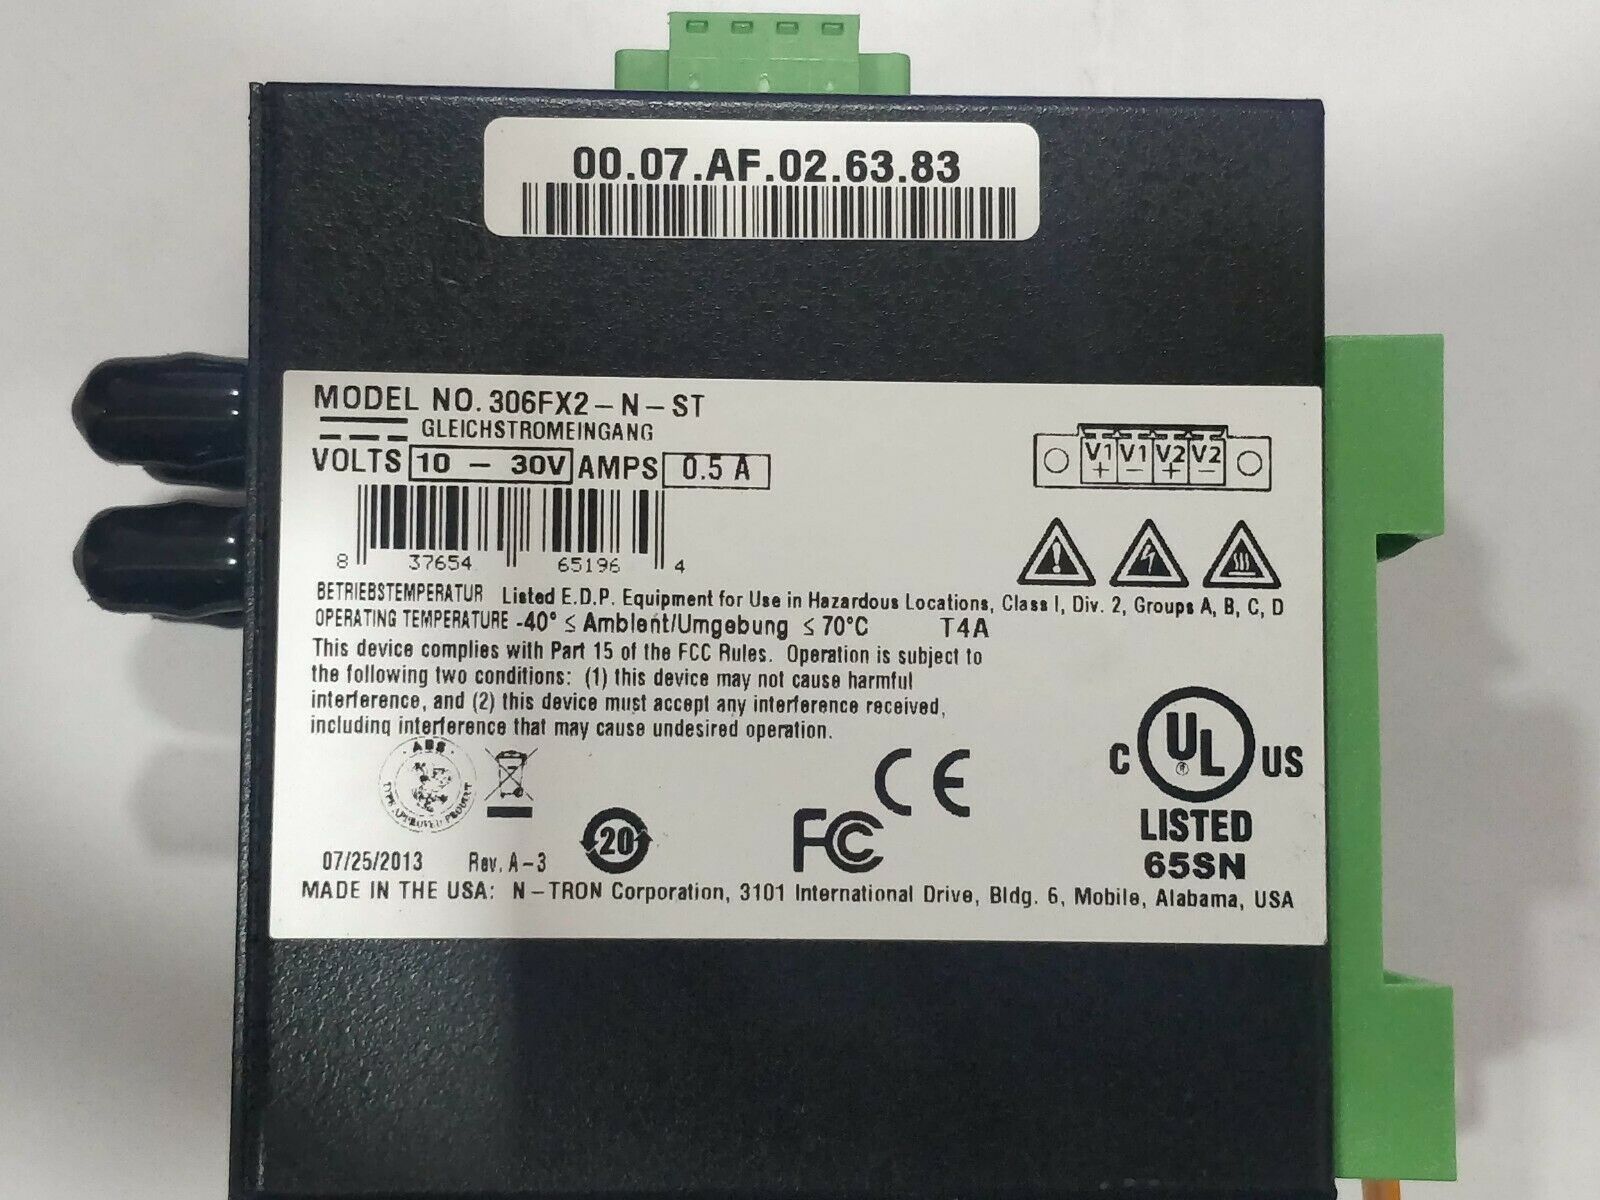 00.07.AF.02.63.83
MODEL NO. 306FX2-N-ST
GLEICHSTROMEINGANG
VOLTS 10 - 30V AMPS 0.5 A
V1 V1 V2 V2
+ - + -
8 37654 65196 4
BETRIEBSTEMPERATUR Listed E.D.P. Equipment for Use in Hazardous Locations, Class I, Div. 2, Groups A, B, C, D
OPERATING TEMPERATURE -40° ≤ Ambient/Umgebung ≤ 70°C T4A
This device complies with Part 15 of the FCC Rules. Operation is subject to
the following two conditions: (1) this device may not cause harmful
interference, and (2) this device must accept any interference received,
including interference that may cause undesired operation.
ABS
TYPE APPROVED PRODUCT
20
FC
CE
C UL ® US
LISTED
65SN
07/25/2013 Rev. A-3
MADE IN THE USA: N-TRON Corporation, 3101 International Drive, Bldg. 6, Mobile, Alabama, USA